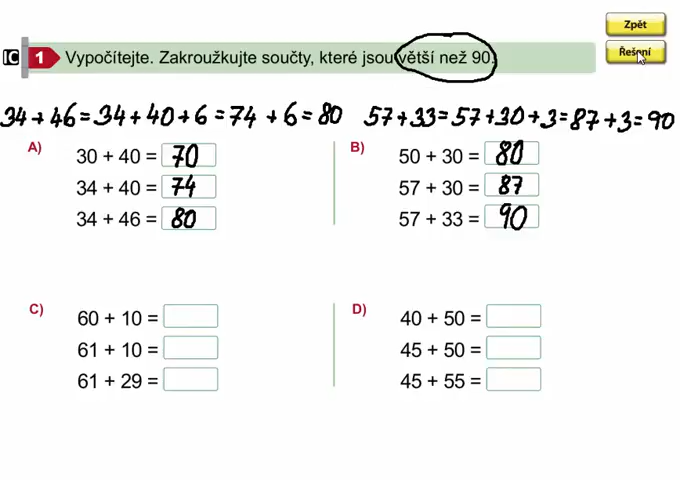 Zpět
Řešení
1 Vypočítejte. Zakroužkujte součty, které jsou větší než 90.
34 + 46 = 34 + 40 + 6 = 74 + 6 = 80
57 + 33 = 57 + 30 + 3 = 87 + 3 = 90
A)
30 + 40 = 70
34 + 40 = 74
34 + 46 = 80
B)
50 + 30 = 80
57 + 30 = 87
57 + 33 = 90
C)
60 + 10 =
61 + 10 =
61 + 29 =
D)
40 + 50 =
45 + 50 =
45 + 55 =